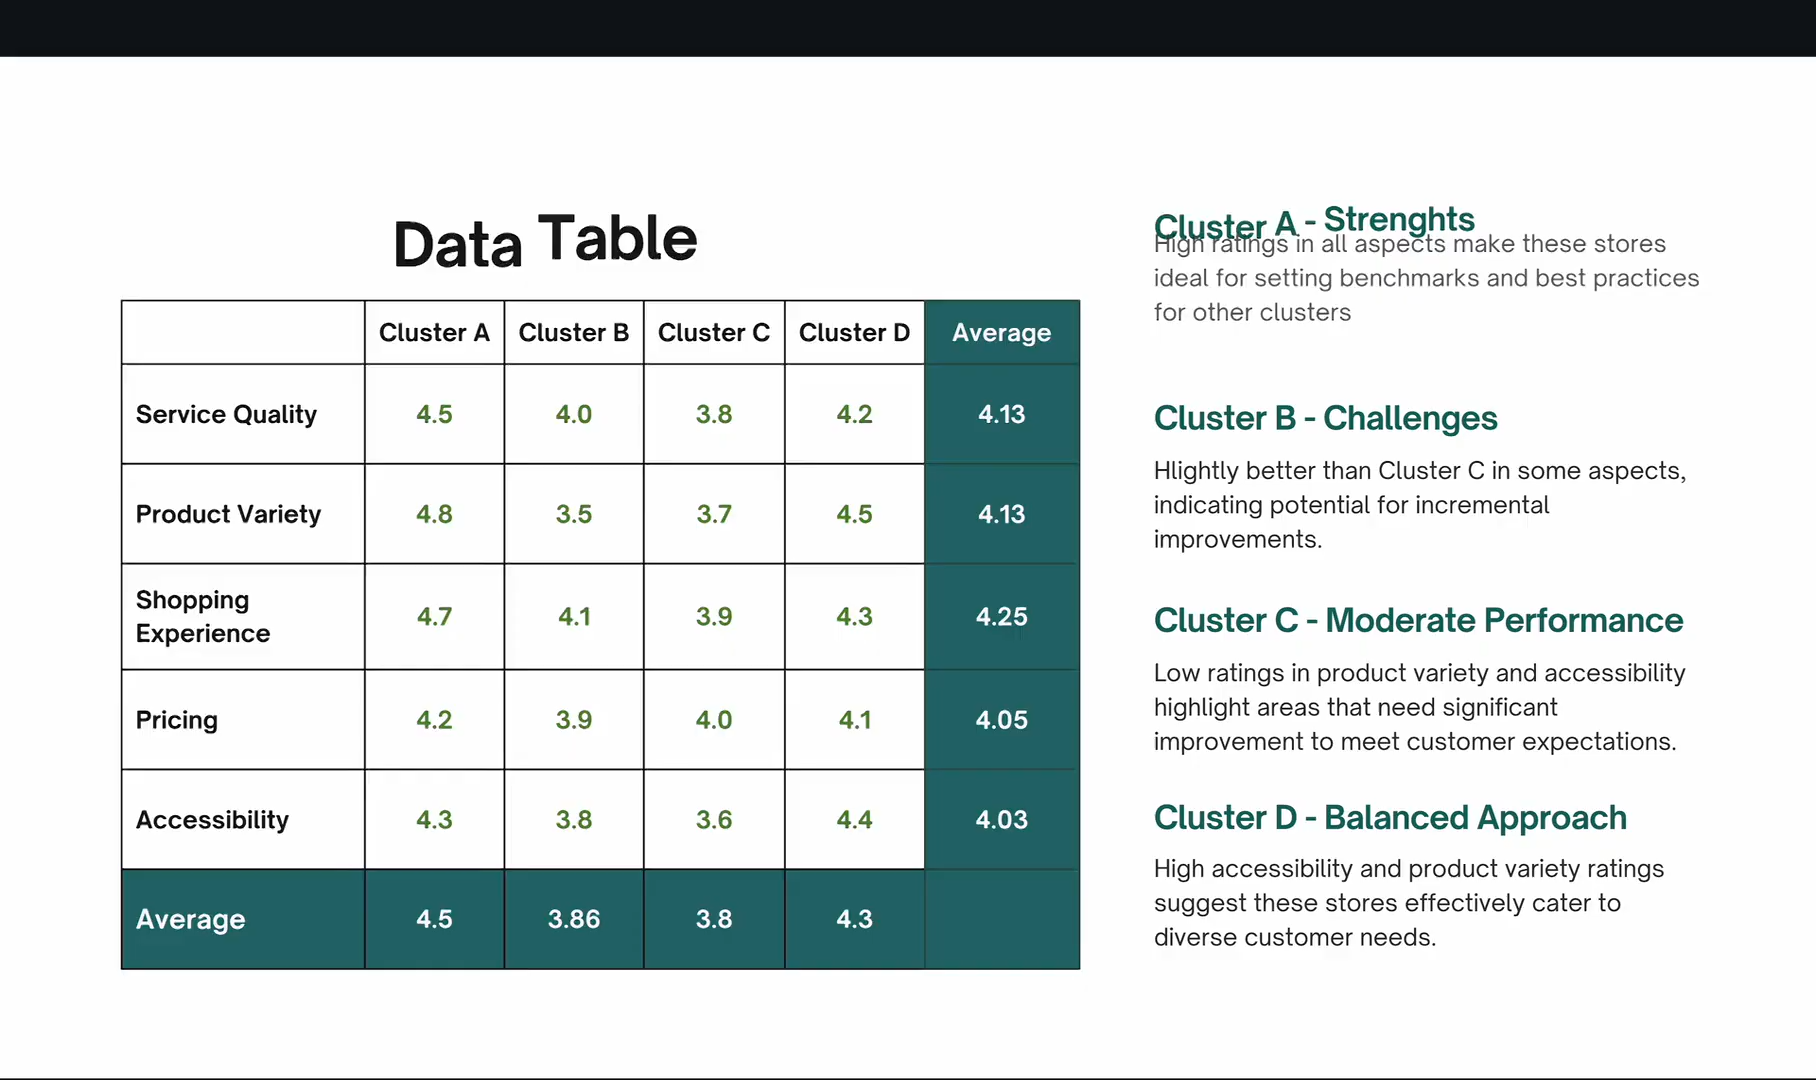 Data Table
Cluster A Cluster B Cluster C Cluster D Average
Service Quality 4.5 4.0 3.8 4.2 4.13
Product Variety 4.8 3.5 3.7 4.5 4.13
Shopping
Experience 4.7 4.1 3.9 4.3 4.25
Pricing 4.2 3.9 4.0 4.1 4.05
Accessibility 4.3 3.8 3.6 4.4 4.03
Average 4.5 3.86 3.8 4.3
Cluster A - Strenghts
High ratings in all aspects make these stores
ideal for setting benchmarks and best practices
for other clusters
Cluster B - Challenges
Hlightly better than Cluster C in some aspects,
indicating potential for incremental
improvements.
Cluster C - Moderate Performance
Low ratings in product variety and accessibility
highlight areas that need significant
improvement to meet customer expectations.
Cluster D - Balanced Approach
High accessibility and product variety ratings
suggest these stores effectively cater to
diverse customer needs.